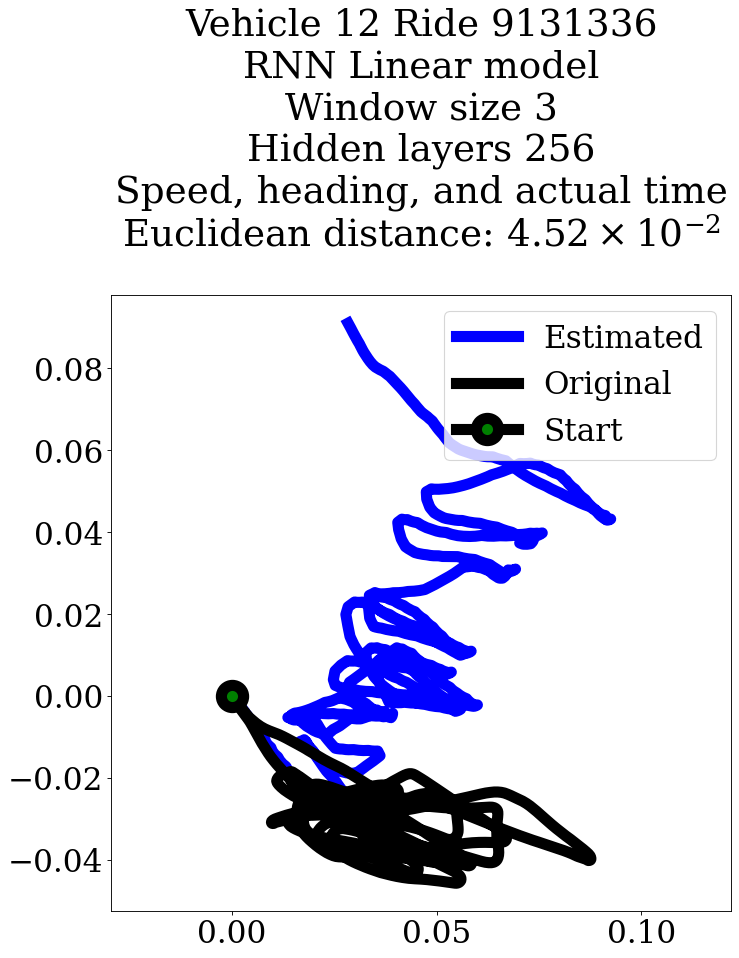 Vehicle 12 Ride 9131336
RNN Linear model
Window size 3
Hidden layers 256
Speed, heading, and actual time
Euclidean distance: 4.52 × 10⁻²
Estimated
Original
Start
0.08
0.06
0.04
0.02
0.00
−0.02
−0.04
0.00 0.05 0.10